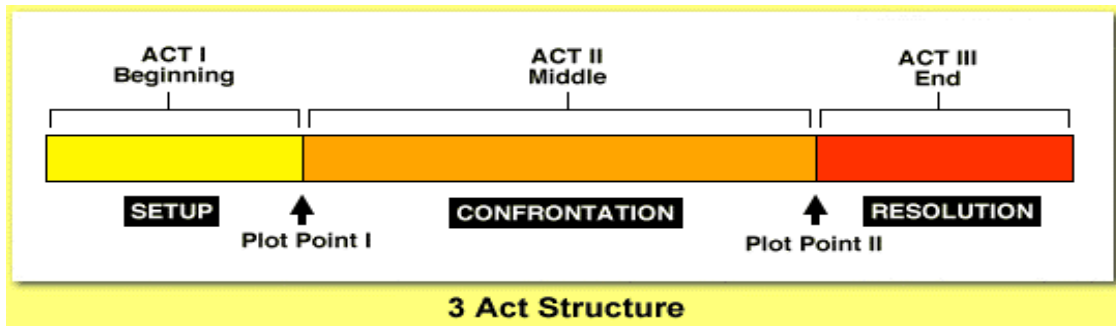 ACT I
Beginning
ACT II
Middle
ACT III
End
SETUP
CONFRONTATION
RESOLUTION
Plot Point I
Plot Point II
3 Act Structure